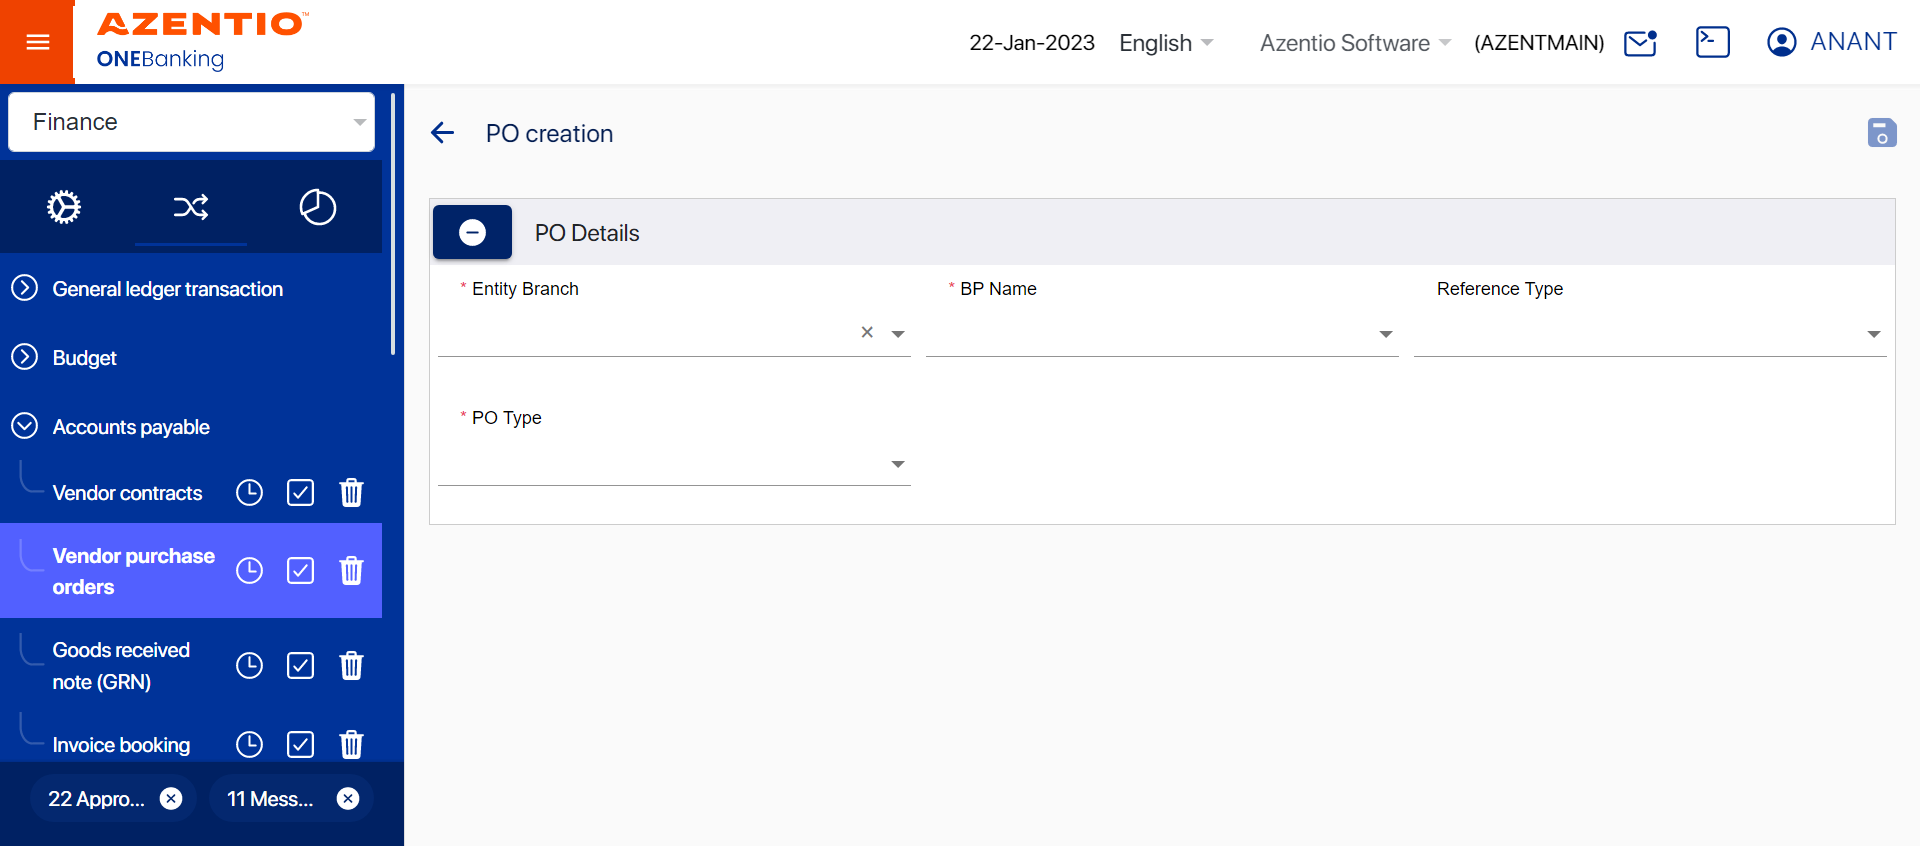 AZENTIO™
ONEBanking
22-Jan-2023
English
Azentio Software
(AZENTMAIN)
ANANT
Finance
General ledger transaction
Budget
Accounts payable
Vendor contracts
Vendor purchase
orders
Goods received
note (GRN)
Invoice booking
22 Appro...
11 Mess...
PO creation
PO Details
* Entity Branch
* BP Name
Reference Type
* PO Type